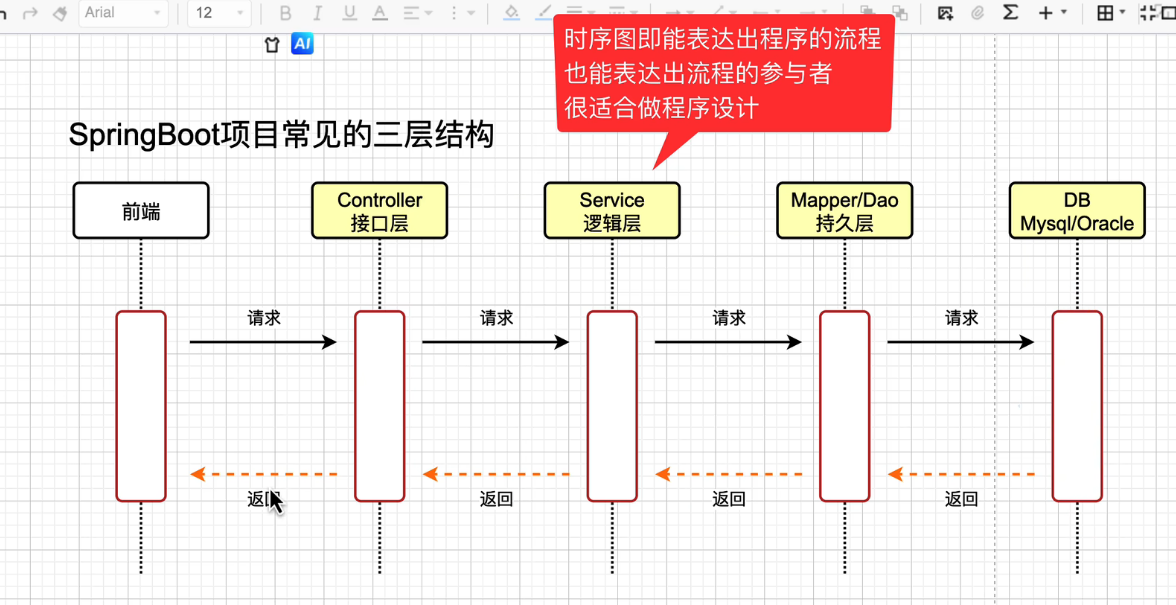 Arial
12
B I U A
Σ
AI
时序图即能表达出程序的流程
也能表达出流程的参与者
很适合做程序设计
SpringBoot项目常见的三层结构
前端
Controller
接口层
Service
逻辑层
Mapper/Dao
持久层
DB
Mysql/Oracle
请求
请求
请求
请求
返回
返回
返回
返回